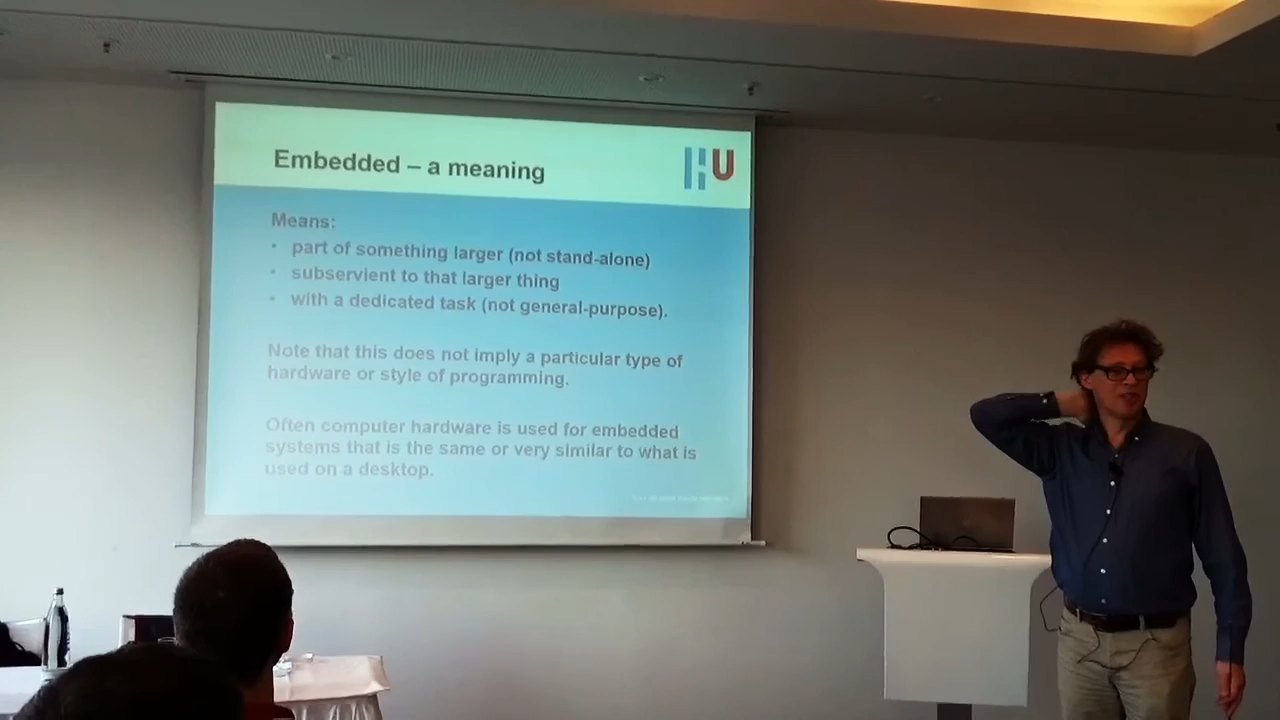 Embedded – a meaning
HU
Means:
• part of something larger (not stand-alone)
• subservient to that larger thing
• with a dedicated task (not general-purpose).
Note that this does not imply a particular type of
hardware or style of programming.
Often computer hardware is used for embedded
systems that is the same or very similar to what is
used on a desktop.